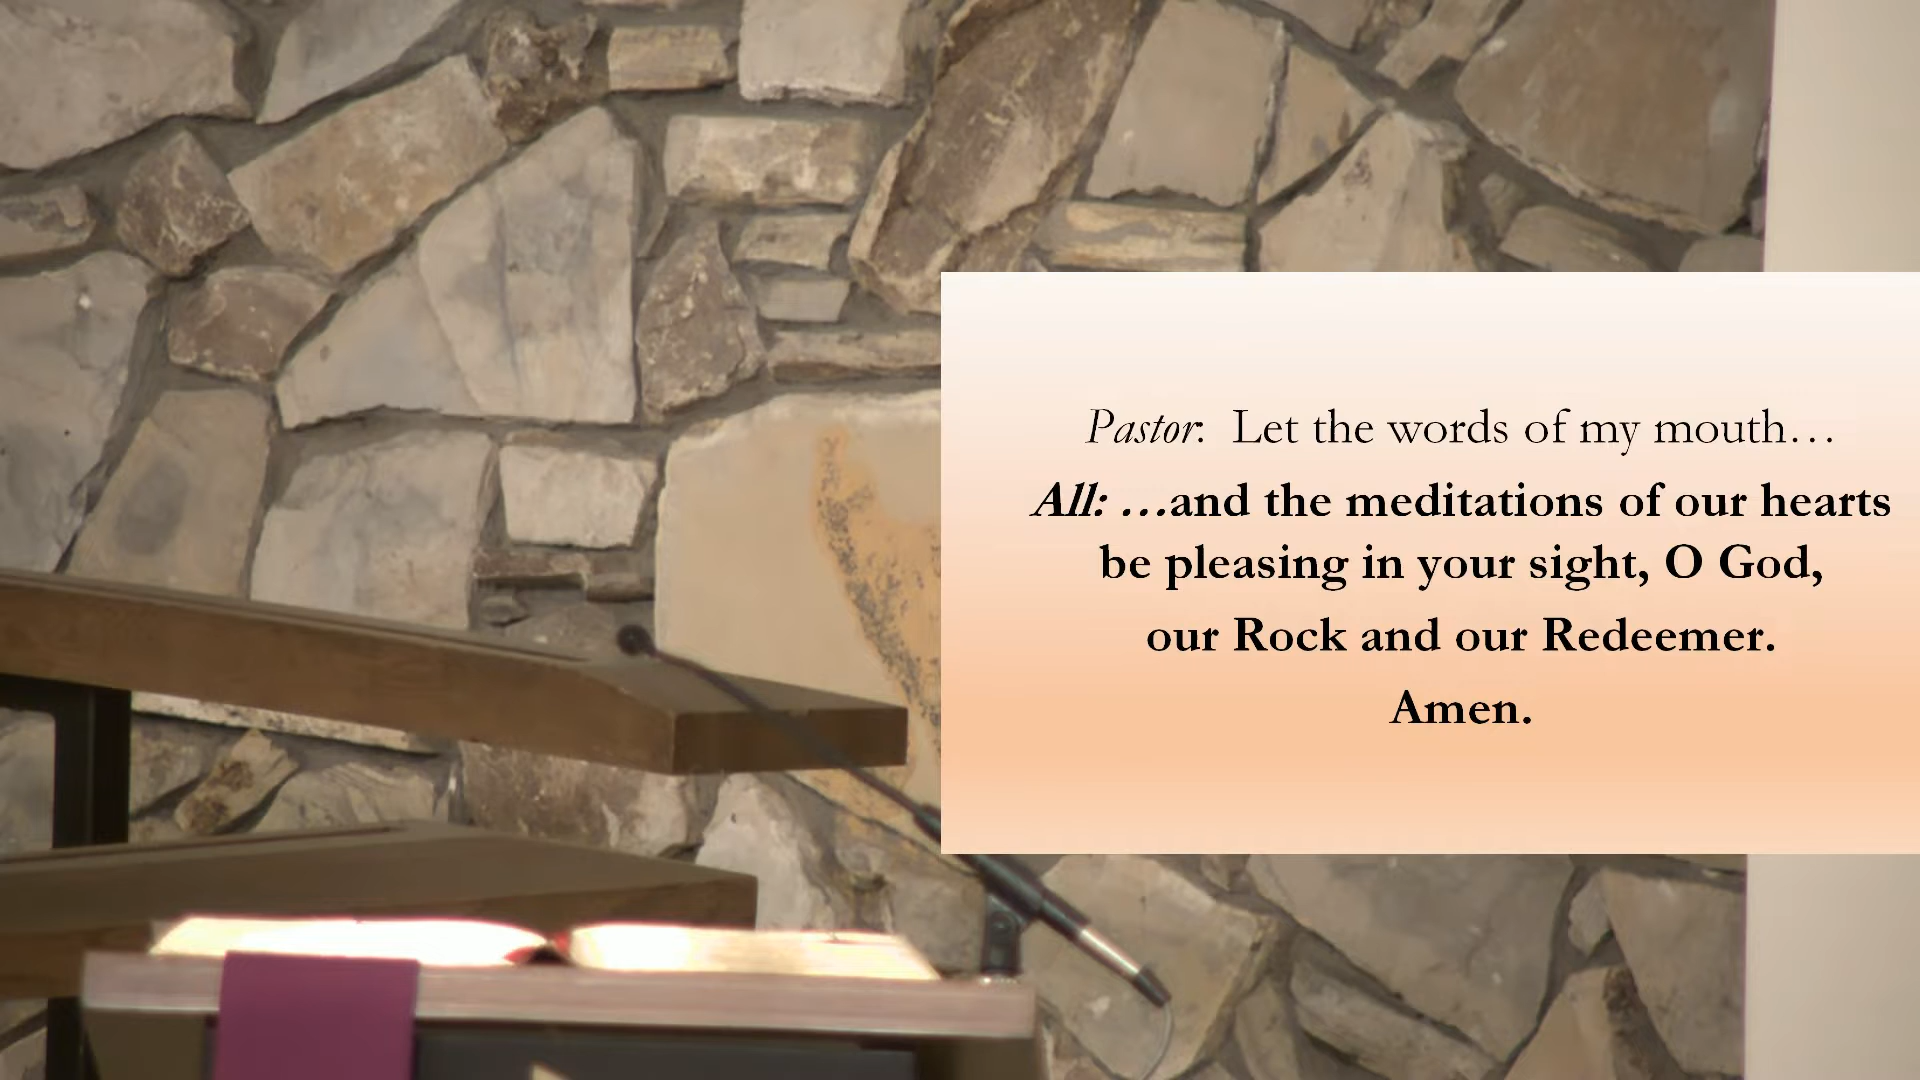 Pastor:  Let the words of my mouth…
All: …and the meditations of our hearts
be pleasing in your sight, O God,
our Rock and our Redeemer.
Amen.